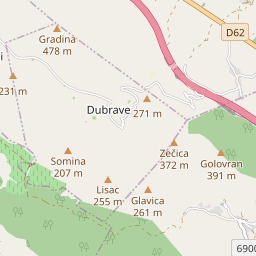 Gradina
478 m
D62
i
231 m
Dubrave
271 m
Zečica
372 m
Golovran
391 m
Somina
207 m
Lisac
255 m
Glavica
261 m
6900